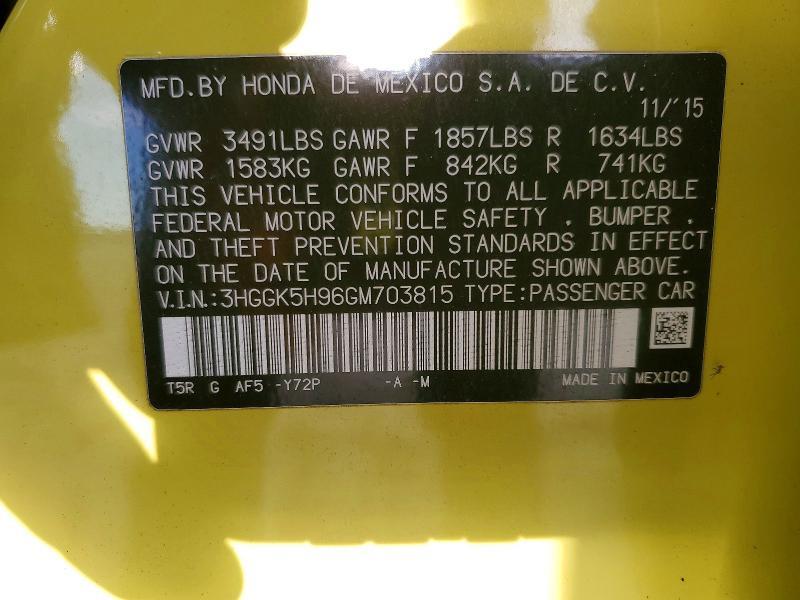 MFD.BY HONDA DE MEXICO S.A. DE C.V.
11/'15
GVWR 3491LBS GAWR F 1857LBS R 1634LBS
GVWR 1583KG GAWR F 842KG R 741KG
THIS VEHICLE CONFORMS TO ALL APPLICABLE
FEDERAL MOTOR VEHICLE SAFETY , BUMPER ,
AND THEFT PREVENTION STANDARDS IN EFFECT
ON THE DATE OF MANUFACTURE SHOWN ABOVE.
V.I.N.:3HGGK5H96GM703815 TYPE:PASSENGER CAR
T5R G AF5 -Y72P -A -M MADE IN MEXICO